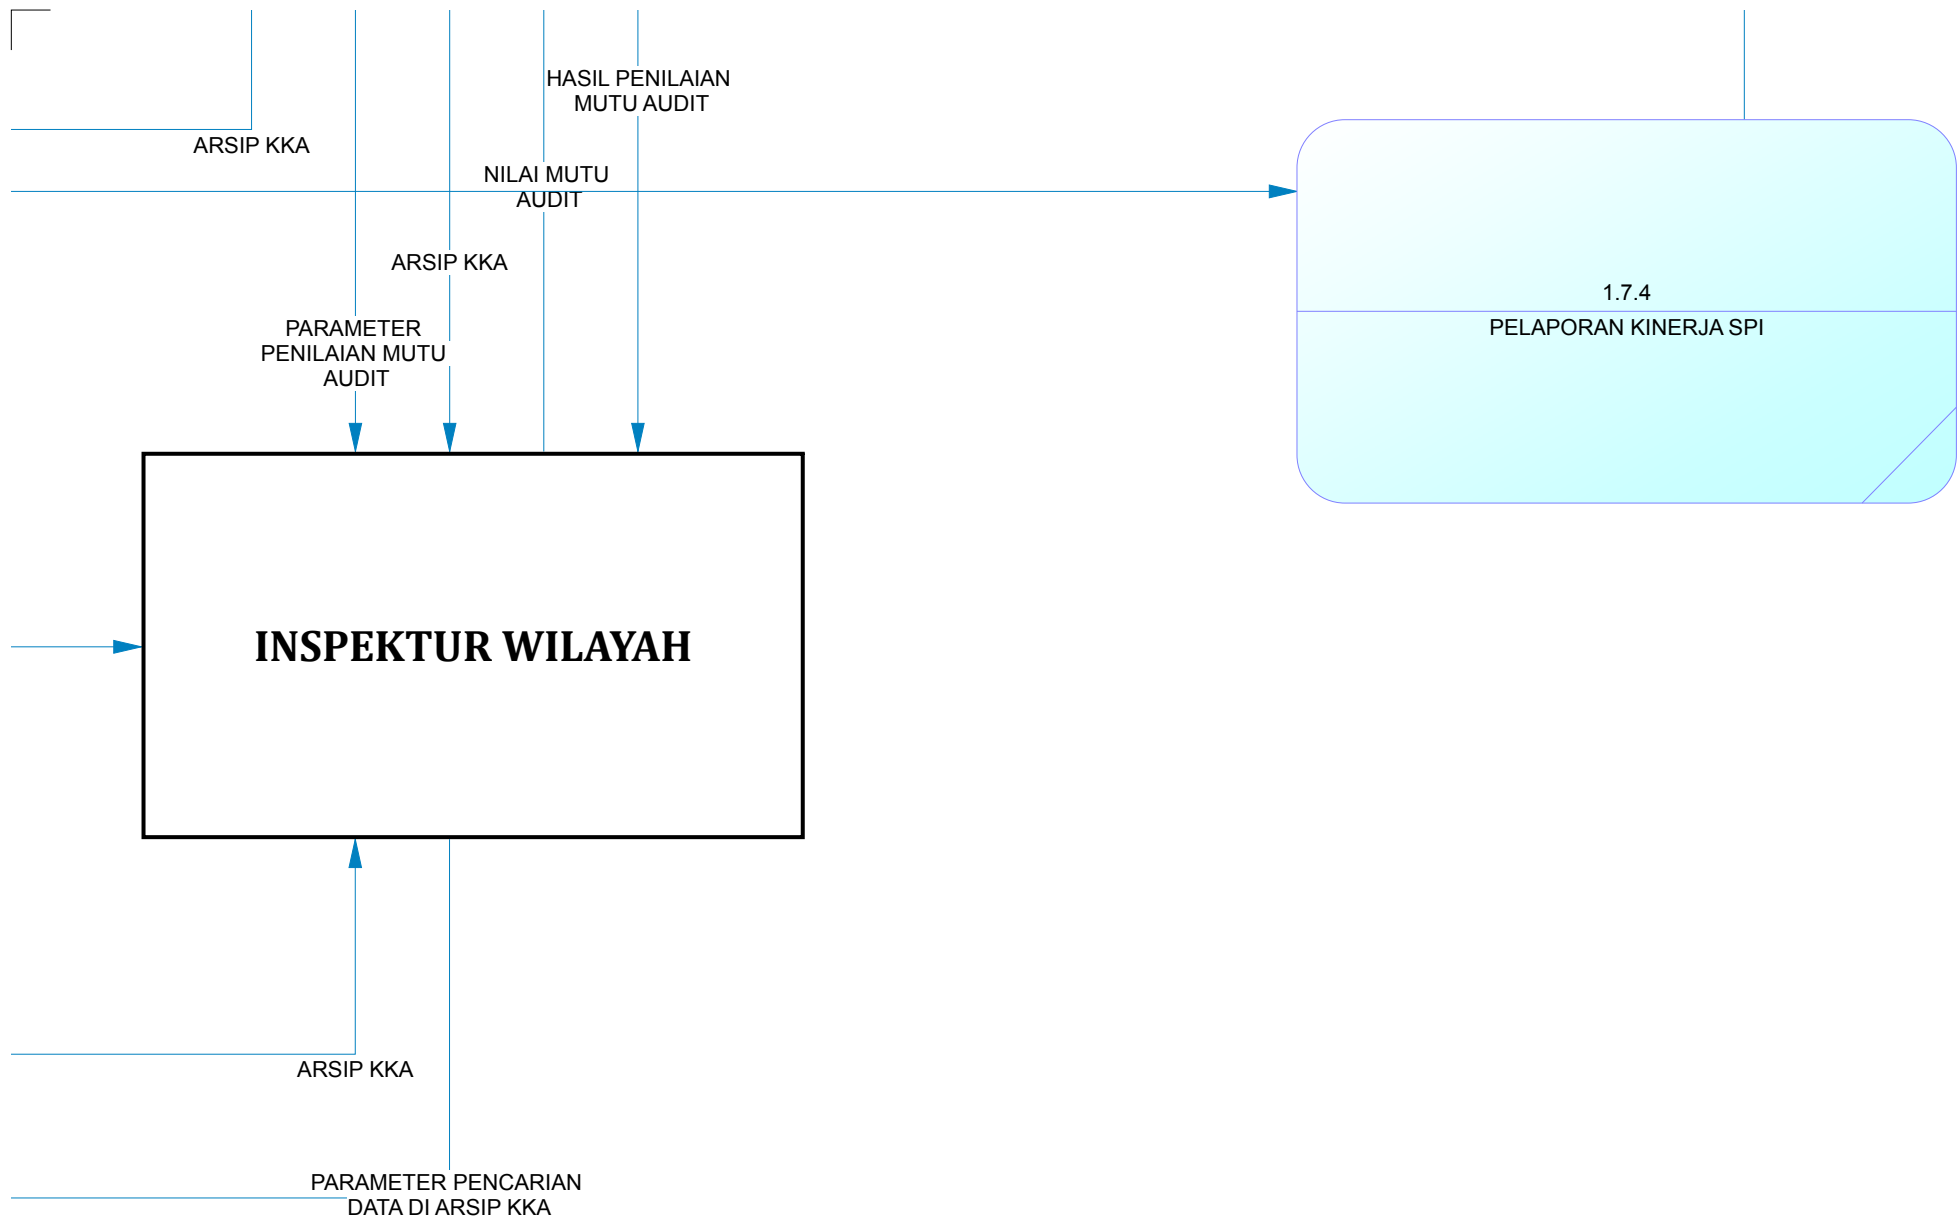 HASIL PENILAIAN
MUTU AUDIT
ARSIP KKA
NILAI MUTU
AUDIT
ARSIP KKA
PARAMETER
PENILAIAN MUTU
AUDIT
1.7.4
PELAPORAN KINERJA SPI
INSPEKTUR WILAYAH
ARSIP KKA
PARAMETER PENCARIAN
DATA DI ARSIP KKA